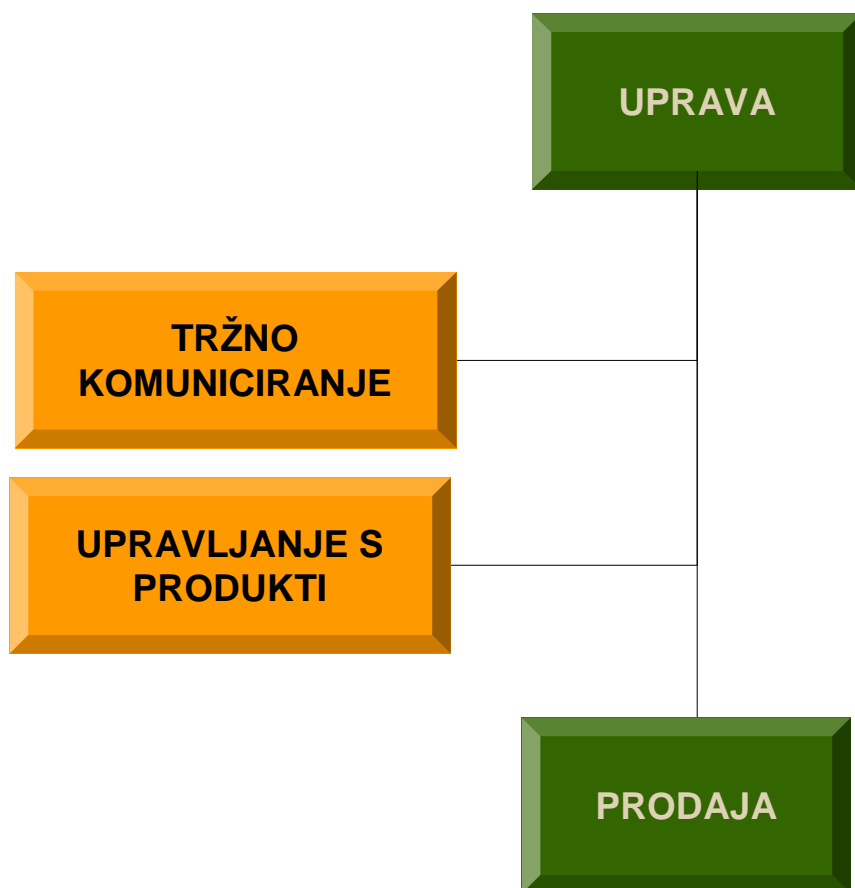 UPRAVA
TRŽNO
KOMUNICIRANJE
UPRAVLJANJE S
PRODUKTI
PRODAJA